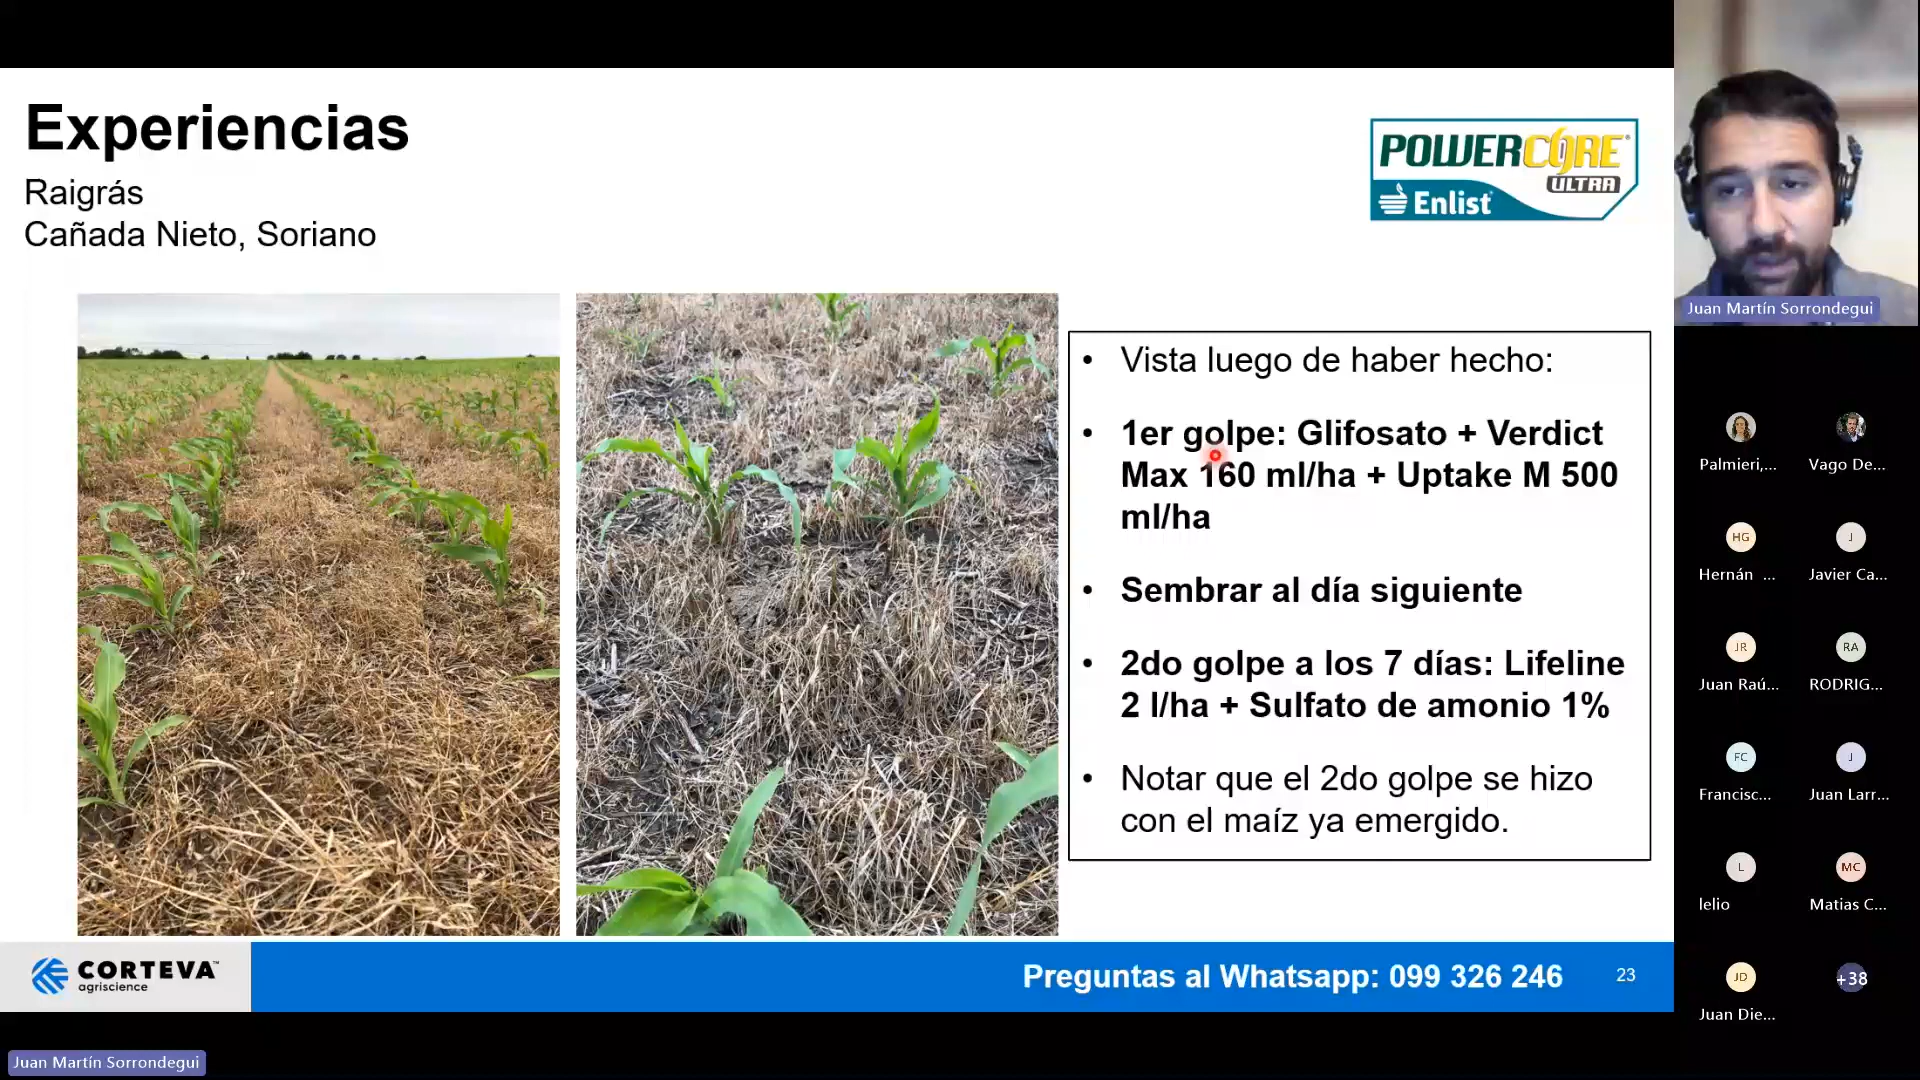 Experiencias
Raigrás
Cañada Nieto, Soriano
POWERCORE
ULTRA
Enlist
• Vista luego de haber hecho:
• 1er golpe: Glifosato + Verdict
Max 160 ml/ha + Uptake M 500
ml/ha
• Sembrar al día siguiente
• 2do golpe a los 7 días: Lifeline
2 l/ha + Sulfato de amonio 1%
• Notar que el 2do golpe se hizo
con el maíz ya emergido.
CORTEVA™
agriscience
Preguntas al Whatsapp: 099 326 246
23
Juan Martín Sorrondegui
Palmieri,...
Vago De...
HG
Hernán ...
J
Javier Ca...
JR
Juan Raú...
RA
RODRIG...
FC
Francisc...
J
Juan Larr...
L
lelio
MC
Matias C...
JD
Juan Die...
+38
Juan Martín Sorrondegui